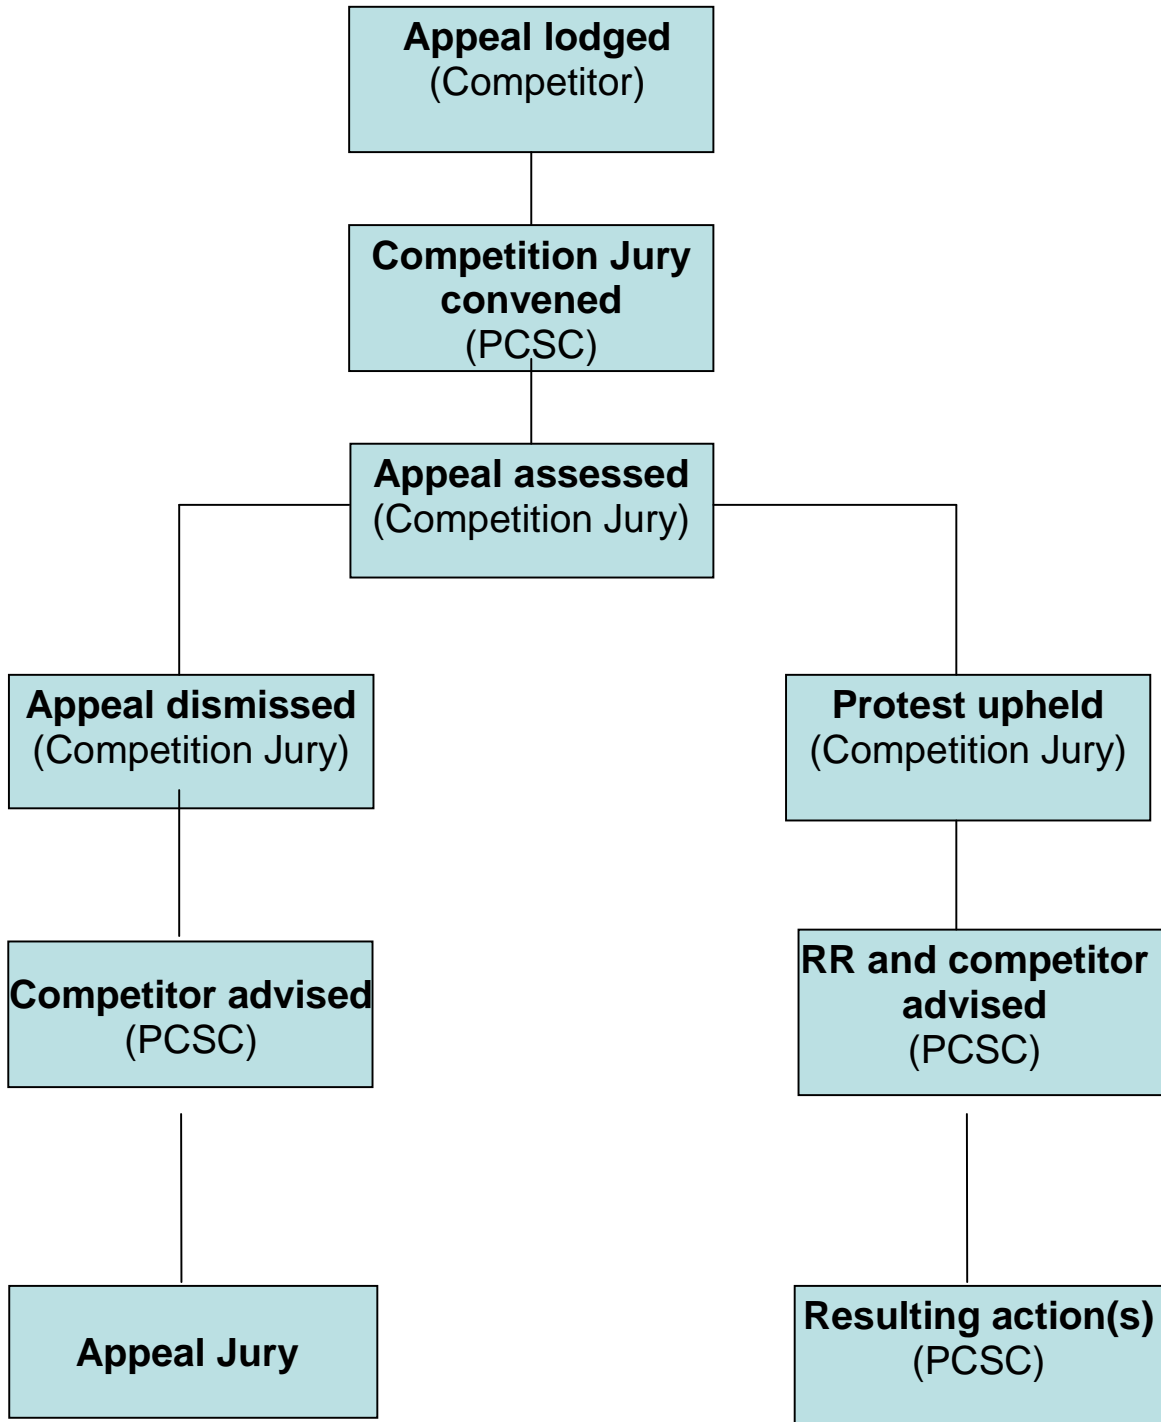 Appeal lodged
(Competitor)
Competition Jury
convened
(PCSC)
Appeal assessed
(Competition Jury)
Appeal dismissed
(Competition Jury)
Protest upheld
(Competition Jury)
Competitor advised
(PCSC)
RR and competitor
advised
(PCSC)
Appeal Jury
Resulting action(s)
(PCSC)